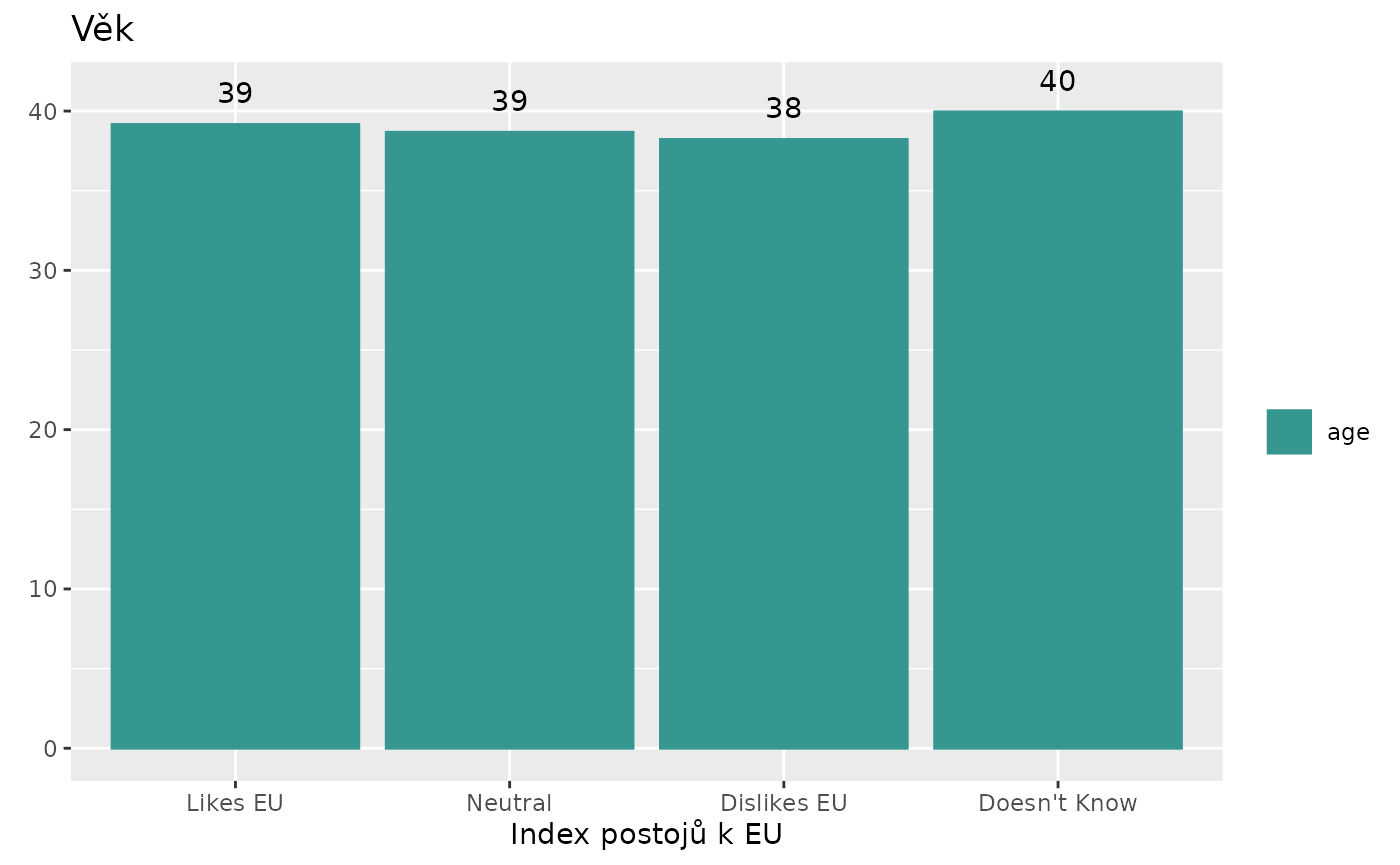 Věk
39
39
38
40
40
30
20
10
0
Likes EU
Neutral
Dislikes EU
Doesn't Know
Index postojů k EU
age